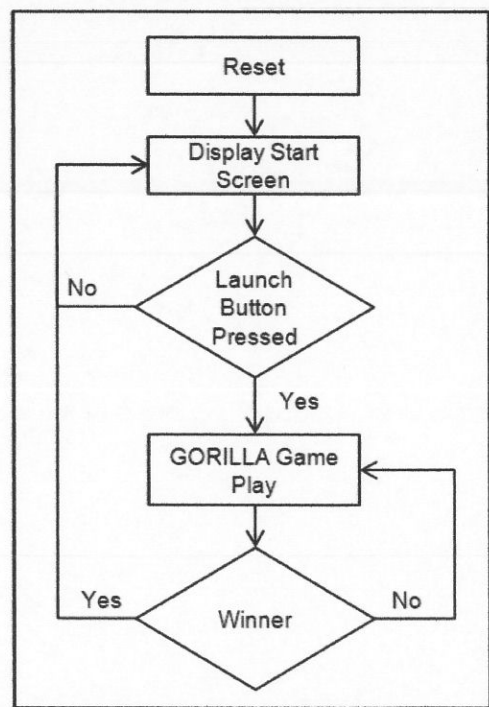 Reset
Display Start
Screen
No
Launch
Button
Pressed
Yes
GORILLA Game
Play
Yes
Winner
No